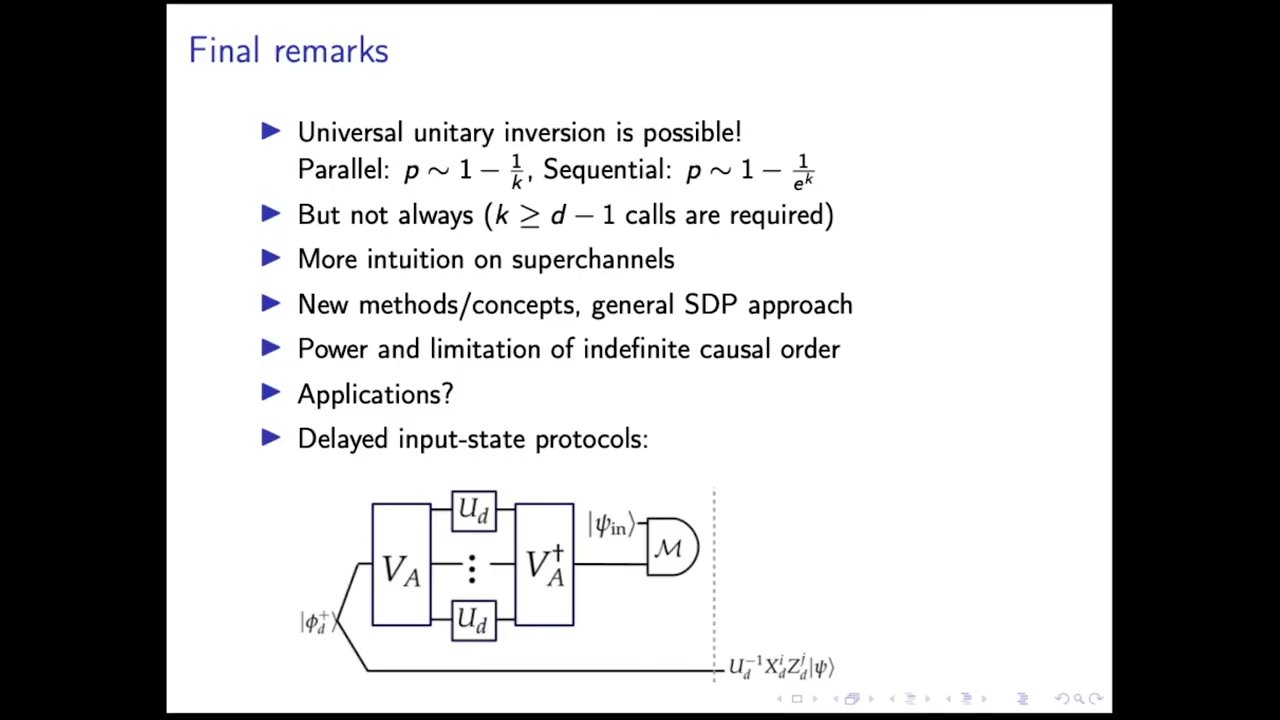 Final remarks
Universal unitary inversion is possible!
Parallel: p ∼ 1 − 1/k, Sequential: p ∼ 1 − 1/e^k
But not always (k ≥ d − 1 calls are required)
More intuition on superchannels
New methods/concepts, general SDP approach
Power and limitation of indefinite causal order
Applications?
Delayed input-state protocols:
U_d
|ψ_in⟩
M
V_A
⋮
V_A^†
|ϕ_d^+⟩
U_d
U_d^{−1} X_d^i Z_d^j |ψ⟩